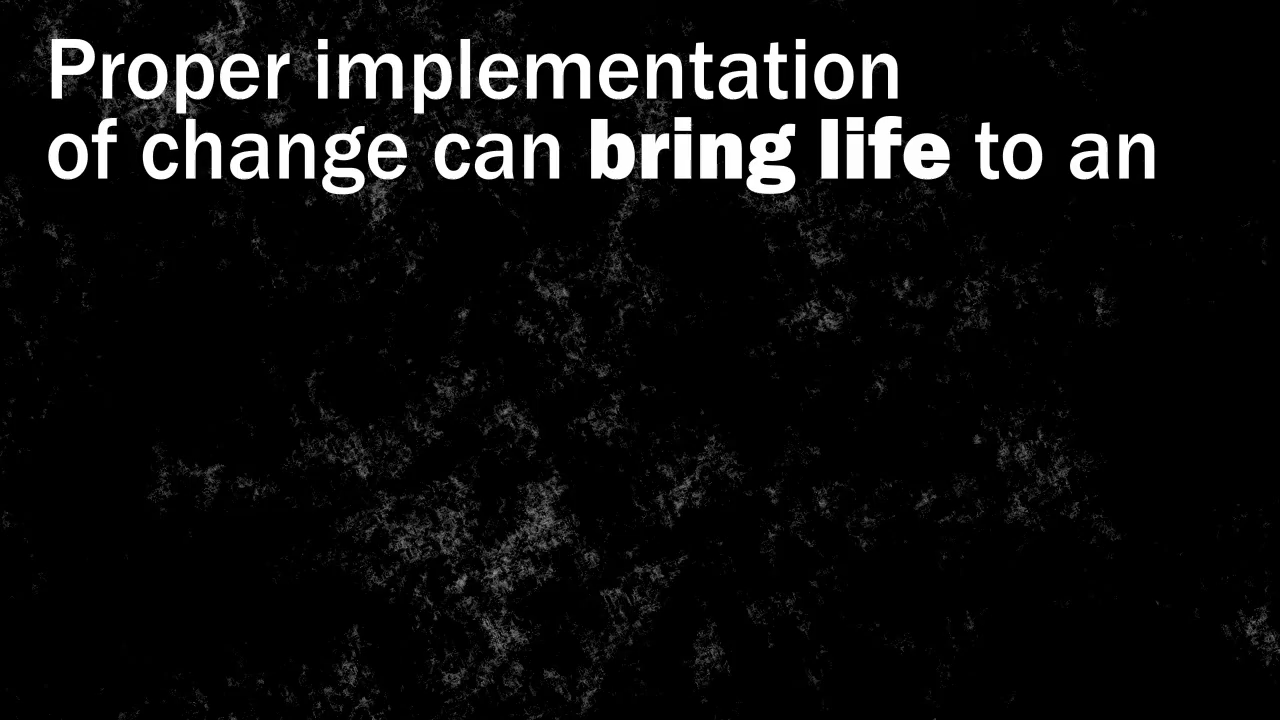 Proper implementation
of change can bring life to an